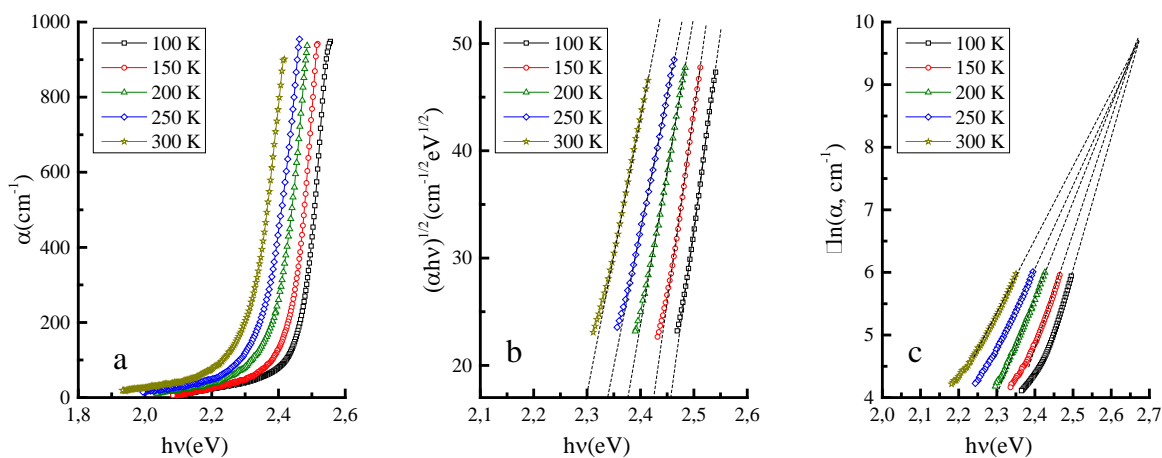 1000
800
600
400
200
0
α(cm⁻¹)
100 K
150 K
200 K
250 K
300 K
a
1,8 2,0 2,2 2,4 2,6
hν(eV)
50
40
30
20
(αhν)^1/2(cm^-1/2eV^1/2)
100 K
150 K
200 K
250 K
300 K
b
2,1 2,2 2,3 2,4 2,5
hν(eV)
10
9
8
7
6
5
4
□ln(α, cm⁻¹)
100 K
150 K
200 K
250 K
300 K
c
2,0 2,1 2,2 2,3 2,4 2,5 2,6 2,7
hν(eV)